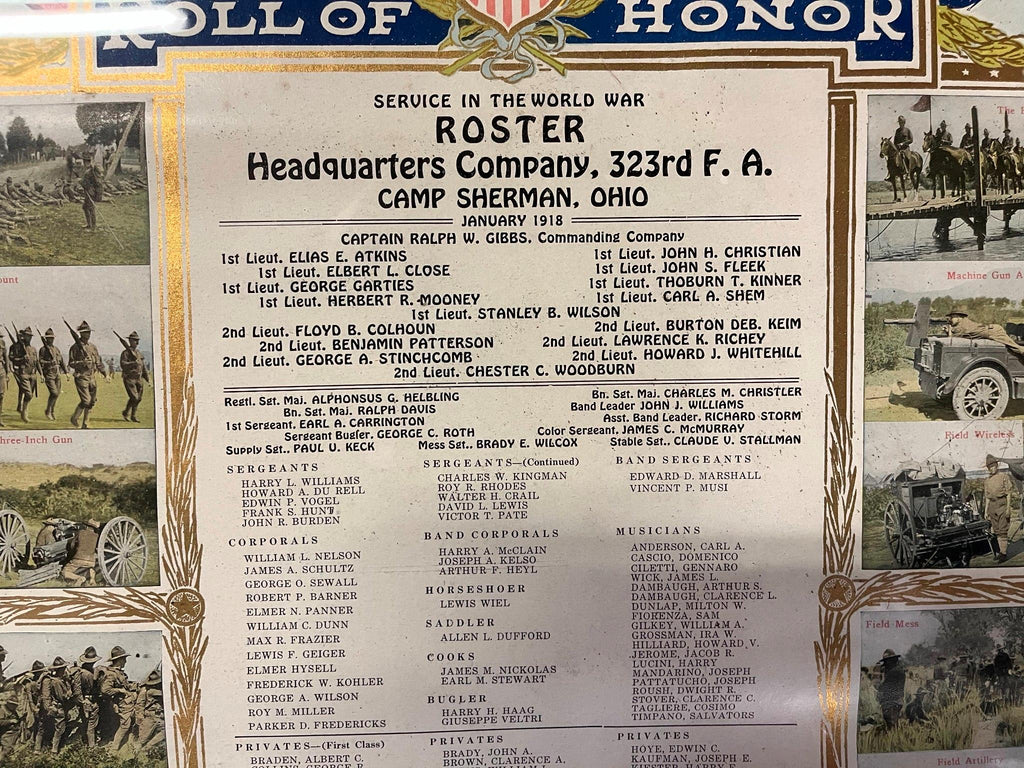 ROLL OF HONOR
SERVICE IN THE WORLD WAR
ROSTER
Headquarters Company, 323rd F. A.
CAMP SHERMAN, OHIO
JANUARY 1918
CAPTAIN RALPH W. GIBBS, Commanding Company
1st Lieut. ELIAS E. ATKINS
1st Lieut. JOHN H. CHRISTIAN
1st Lieut. ELBERT L. CLOSE
1st Lieut. JOHN S. FLEEK
1st Lieut. GEORGE GARTIES
1st Lieut. THOBURN T. KINNER
1st Lieut. HERBERT R. MOONEY
1st Lieut. CARL A. SHEM
1st Lieut. STANLEY B. WILSON
2nd Lieut. FLOYD B. COLHOUN
2nd Lieut. BURTON DEB. KEIM
2nd Lieut. BENJAMIN PATTERSON
2nd Lieut. LAWRENCE K. RICHEY
2nd Lieut. GEORGE A. STINCHCOMB
2nd Lieut. HOWARD J. WHITEHILL
2nd Lieut. CHESTER C. WOODBURN
Regtl. Sgt. Maj. ALPHONSUS G. HELBLING
Bn. Sgt. Maj. CHARLES M. CHRISTLER
Bn. Sgt. Maj. RALPH DAVIS
Band Leader JOHN J. WILLIAMS
1st Sergeant. EARL A. CARRINGTON
Asst. Band Leader. RICHARD STORM
Sergeant Bugler. GEORGE C. ROTH
Color Sergeant. JAMES C. McMURRAY
Supply Sgt.. PAUL U. KECK
Mess Sgt.. BRADY E. WILCOX
Stable Sgt.. CLAUDE U. STALLMAN
SERGEANTS
HARRY L. WILLIAMS
HOWARD A. DU RELL
EDWIN P. VOGEL
FRANK S. HUNT
JOHN R. BURDEN
CORPORALS
WILLIAM L. NELSON
JAMES A. SCHULTZ
GEORGE O. SEWALL
ROBERT P. BARNER
ELMER N. PANNER
WILLIAM C. DUNN
MAX R. FRAZIER
LEWIS F. GEIGER
ELMER HYSELL
FREDERICK W. KOHLER
GEORGE A. WILSON
ROY M. MILLER
PARKER D. FREDERICKS
PRIVATES—(First Class)
BRADEN, ALBERT C.
SERGEANTS—(Continued)
CHARLES W. KINGMAN
ROY R. RHODES
WALTER H. CRAIL
DAVID L. LEWIS
VICTOR T. PATE
BAND CORPORALS
HARRY A. McCLAIN
JOSEPH A. KELSO
ARTHUR F. HEYL
HORSESHOER
LEWIS WIEL
SADDLER
ALLEN L. DUFFORD
COOKS
JAMES M. NICKOLAS
EARL M. STEWART
BUGLER
HARRY H. HAAG
GIUSEPPE VELTRI
PRIVATES
BRADY, JOHN A.
BROWN, CLARENCE A.
BAND SERGEANTS
EDWARD D. MARSHALL
VINCENT P. MUSI
MUSICIANS
ANDERSON, CARL A.
CASCIO, DOMENICO
CILETTI, GENNARO
WICK, JAMES L.
DAMBAUGH, ARTHUR S.
DAMBAUGH, CLARENCE L.
DUNLAP, MILTON W.
FIORENZA, SAM
GILKEY, WILLIAM A.
GROSSMAN, IRA W.
HILLIARD, HOWARD V.
JEROME, JACOB R.
LUCINI, HARRY
MANDARINO, JOSEPH
PATTATUCHO, JOSEPH
ROUSH, DWIGHT R.
STOVER, CLARENCE C.
TAGLIERE, COSIMO
TIMPANO, SALVATORS
PRIVATES
HOYE, EDWIN C.
KAUFMAN, JOSEPH E.
ount
hree-Inch Gun
The
Machine Gun A
Field Wireless
Field Mess
Field Artillery